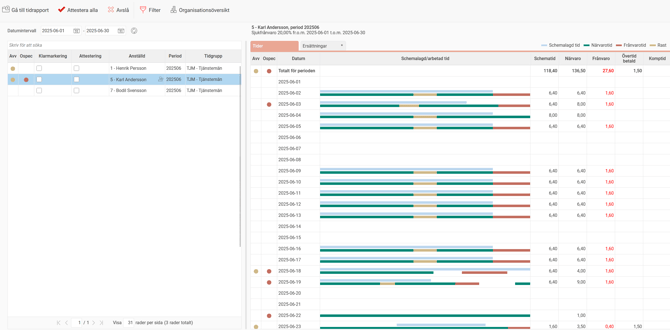 Gå till tidrapport   Attestera alla   Avslå   Filter   Organisationsöversikt
Datumintervall   2025-06-01   –   2025-06-30
5 - Karl Andersson, period 202506
Sjukfrånvaro 20,00% fr.o.m. 2025-06-01 t.o.m. 2025-06-30
Skriv för att söka
Tider   Ersättningar   Schemalagd tid   Närvarotid   Frånvarotid   Rast
Avv   Ospec   Klarmarkering   Attestering   Anställd   Period   Tidgrupp
1 - Henrik Persson   202506   TJM - Tjänstemän
5 - Karl Andersson   202506   TJM - Tjänstemän
7 - Bodil Svensson   202506   TJM - Tjänstemän
Avv   Ospec   Datum   Schemalagd/arbetad tid   Schematid   Närvaro   Frånvaro   Övertid betald   Komptid
Totalt för perioden   118,40   136,50   27,60   1,50
2025-06-01
2025-06-02   6,40   6,40   1,60
2025-06-03   6,40   8,00   1,60
2025-06-04   8,00   8,00
2025-06-05   6,40   6,40   1,60
2025-06-06
2025-06-07
2025-06-08
2025-06-09   6,40   6,40   1,60
2025-06-10   6,40   6,40   1,60
2025-06-11   6,40   6,40   1,60
2025-06-12   6,40   6,40   1,60
2025-06-13   6,40   6,40   1,60
2025-06-14
2025-06-15
2025-06-16   6,40   6,40   1,60
2025-06-17   6,40   6,40   1,60
2025-06-18   6,40   4,00   1,60
2025-06-19   6,40   9,00   1,60
2025-06-20
2025-06-21
2025-06-22   1,00
2025-06-23   1,60   3,50   0,40   1,50
1 / 1   Visa   31   rader per sida (3 rader totalt)